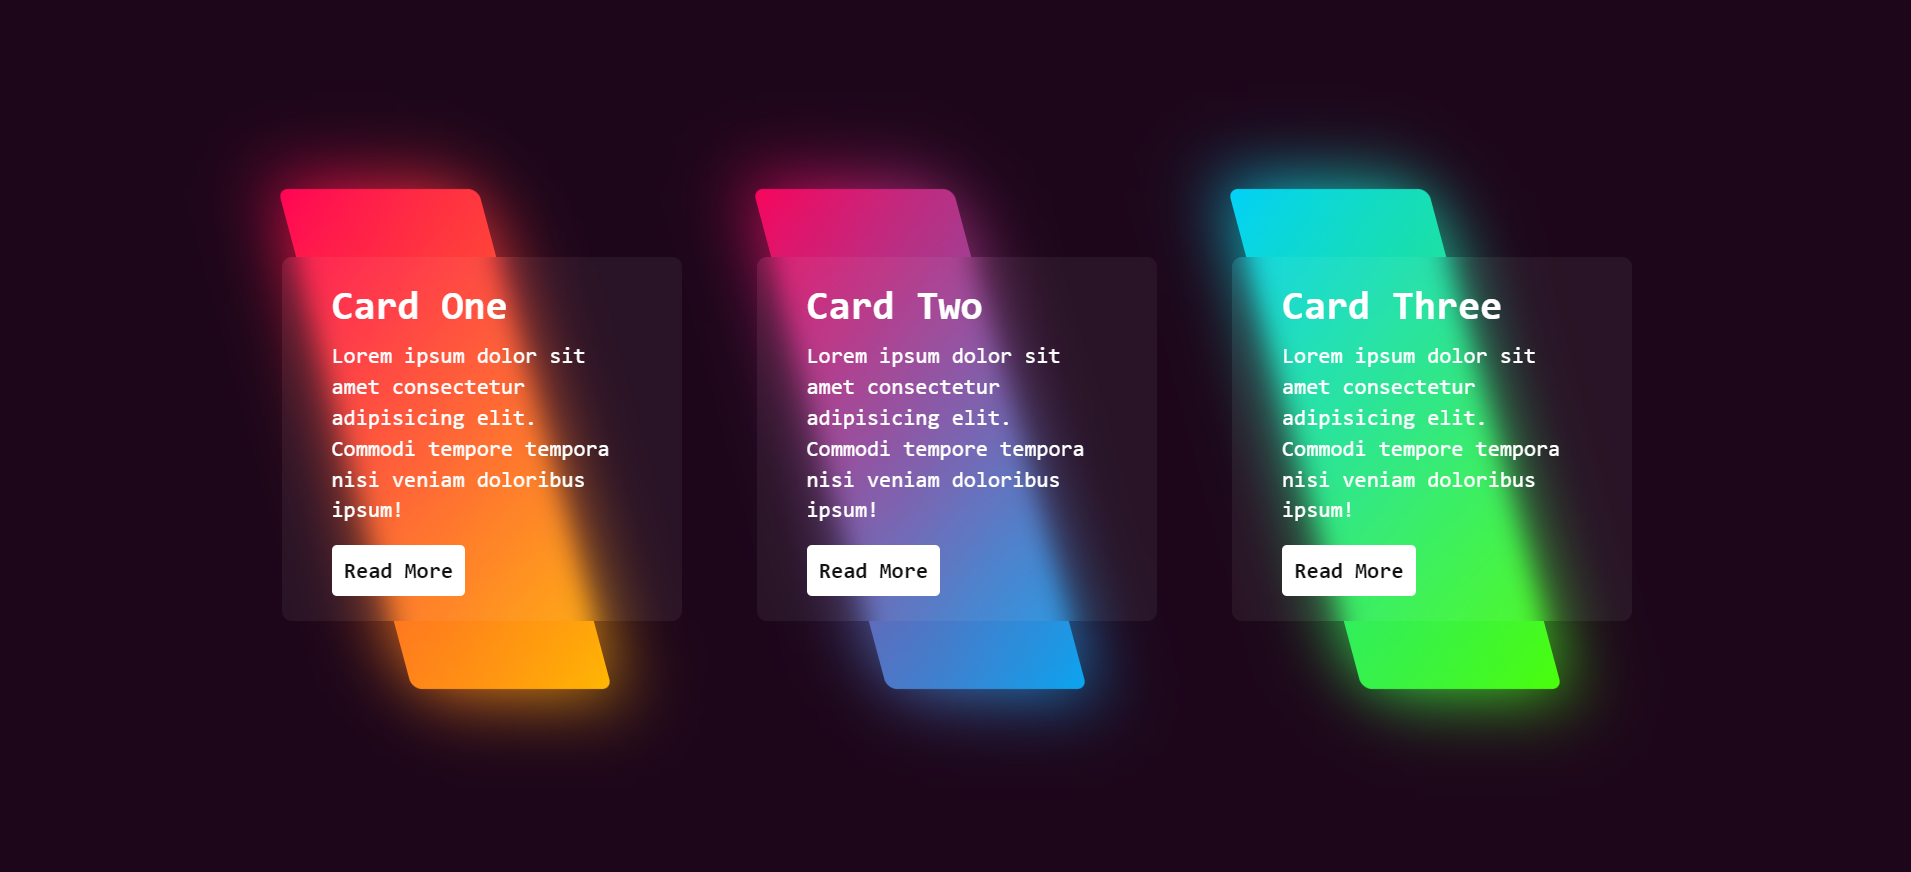 Card One
Lorem ipsum dolor sit
amet consectetur
adipisicing elit.
Commodi tempore tempora
nisi veniam doloribus
ipsum!
Read More
Card Two
Lorem ipsum dolor sit
amet consectetur
adipisicing elit.
Commodi tempore tempora
nisi veniam doloribus
ipsum!
Read More
Card Three
Lorem ipsum dolor sit
amet consectetur
adipisicing elit.
Commodi tempore tempora
nisi veniam doloribus
ipsum!
Read More